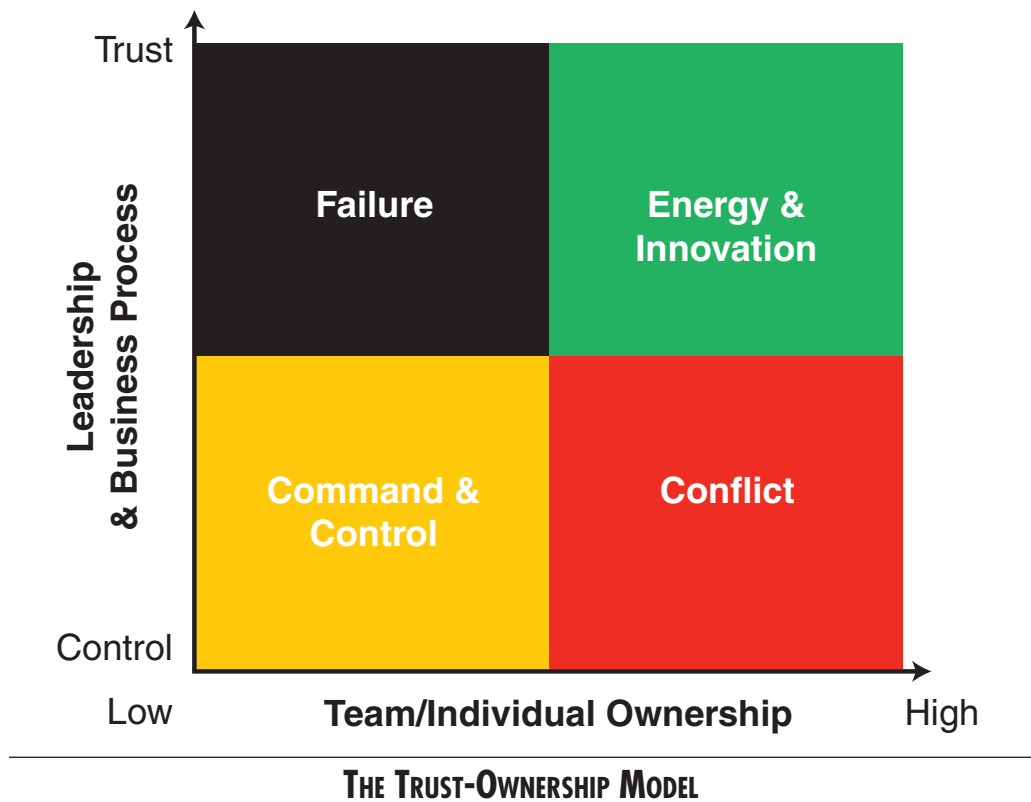 Trust
Failure
Energy &
Innovation
Leadership
& Business Process
Command &
Control
Conflict
Control
Low
Team/Individual Ownership
High
THE TRUST-OWNERSHIP MODEL